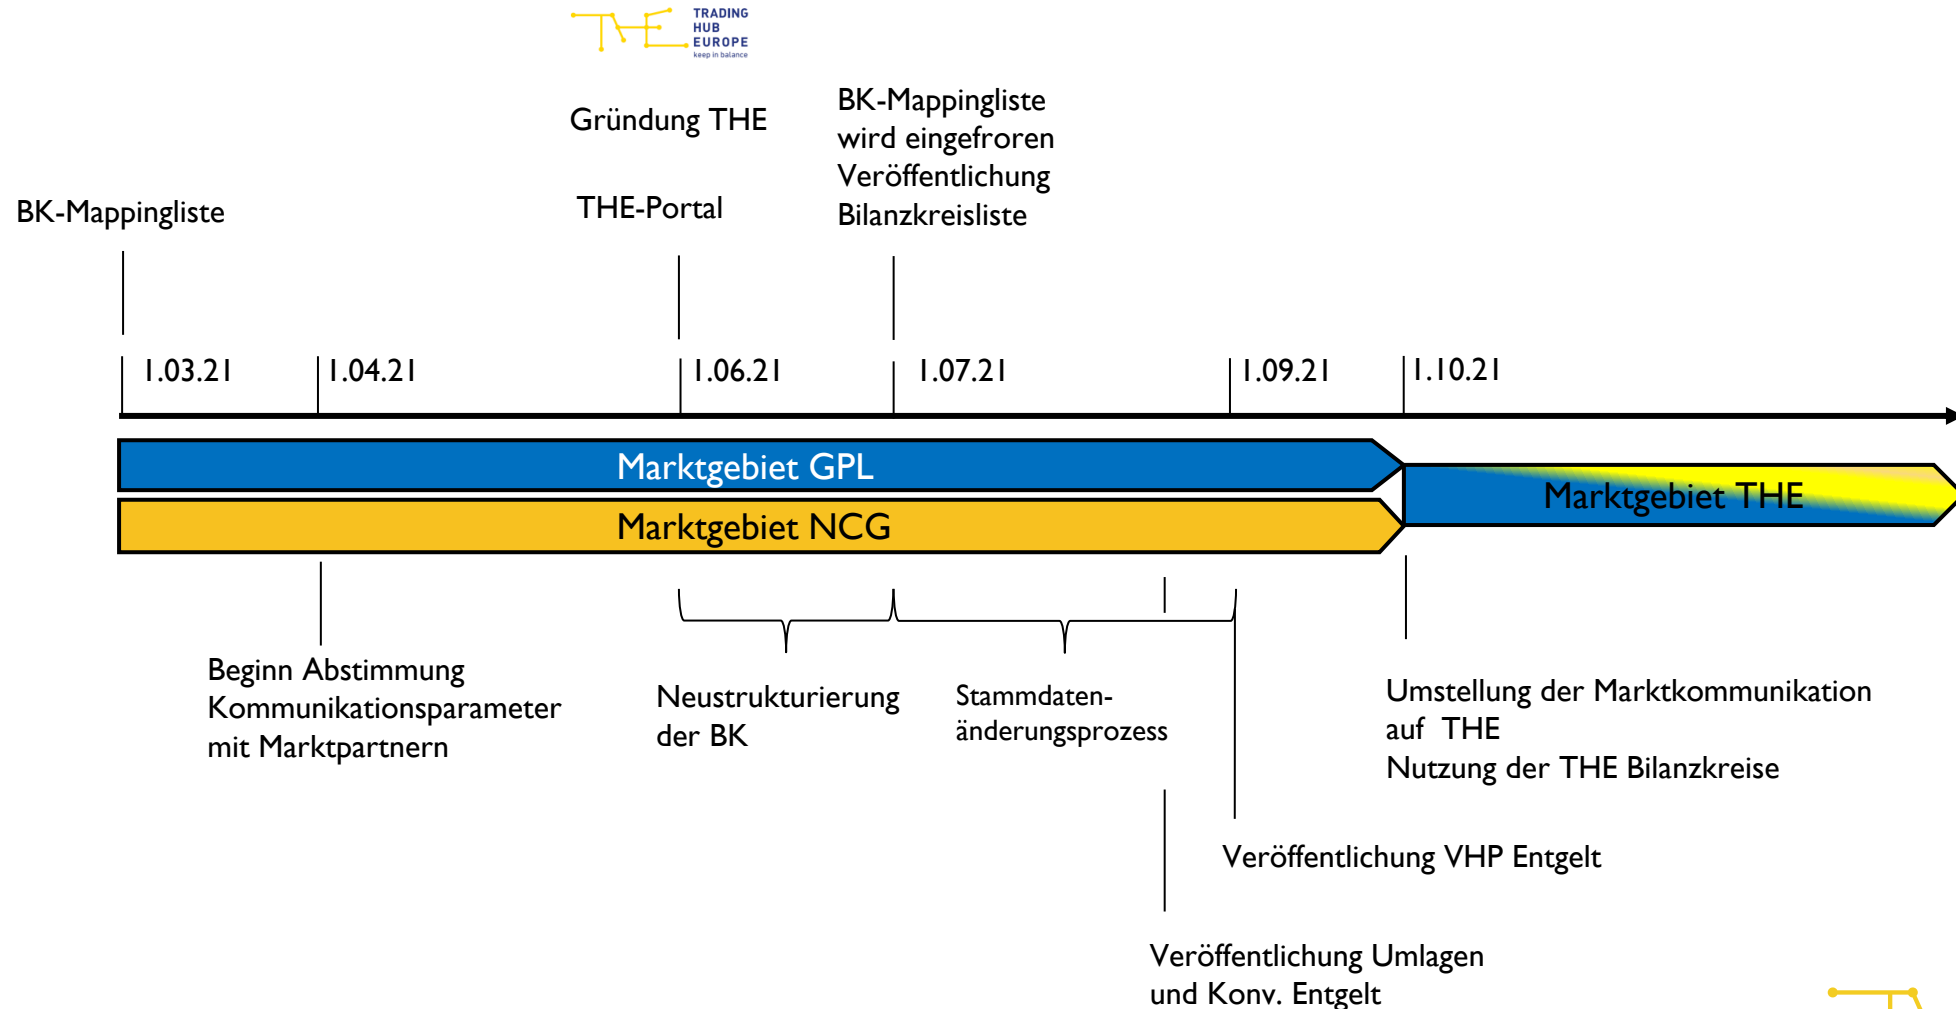 TRADING
HUB
EUROPE
keep in balance
Gründung THE
THE-Portal
BK-Mappingliste
wird eingefroren
Veröffentlichung
Bilanzkreisliste
BK-Mappingliste
1.03.21
1.04.21
1.06.21
1.07.21
1.09.21
1.10.21
Marktgebiet GPL
Marktgebiet NCG
Marktgebiet THE
Beginn Abstimmung
Kommunikationsparameter
mit Marktpartnern
Neustrukturierung
der BK
Stammdaten-
änderungsprozess
Umstellung der Marktkommunikation
auf THE
Nutzung der THE Bilanzkreise
Veröffentlichung VHP Entgelt
Veröffentlichung Umlagen
und Konv. Entgelt